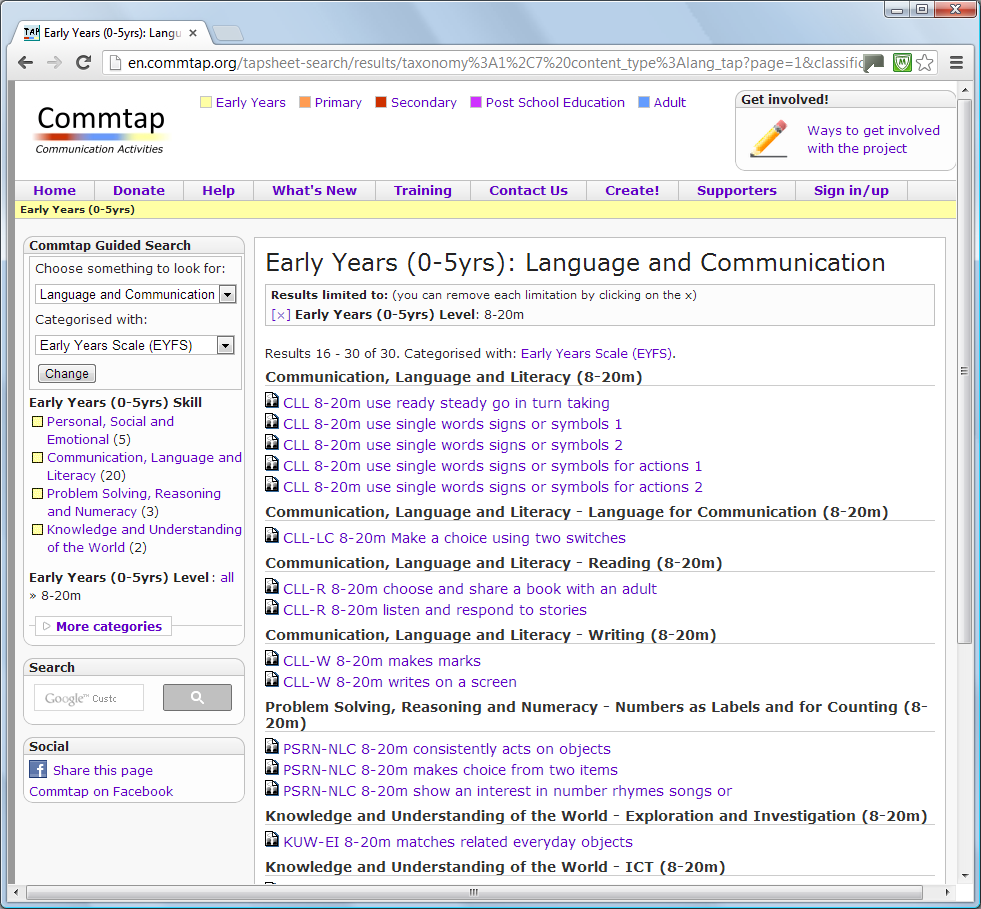 Early Years (0-5yrs): Langu
en.commtap.org/tapsheet-search/results/taxonomy%3A1%2C7%20content_type%3Alang_tap?page=1&classific
Commtap
Communication Activities
Early Years Primary Secondary Post School Education Adult
Get involved!
Ways to get involved
with the project
Home Donate Help What's New Training Contact Us Create! Supporters Sign in/up
Early Years (0-5yrs)
Commtap Guided Search
Choose something to look for:
Language and Communication
Categorised with:
Early Years Scale (EYFS)
Change
Early Years (0-5yrs) Skill
Personal, Social and
Emotional (5)
Communication, Language and
Literacy (20)
Problem Solving, Reasoning
and Numeracy (3)
Knowledge and Understanding
of the World (2)
Early Years (0-5yrs) Level : all
» 8-20m
More categories
Search
Google™ Custc
Social
Share this page
Commtap on Facebook
Early Years (0-5yrs): Language and Communication
Results limited to: (you can remove each limitation by clicking on the x)
[x] Early Years (0-5yrs) Level: 8-20m
Results 16 - 30 of 30. Categorised with: Early Years Scale (EYFS).
Communication, Language and Literacy (8-20m)
CLL 8-20m use ready steady go in turn taking
CLL 8-20m use single words signs or symbols 1
CLL 8-20m use single words signs or symbols 2
CLL 8-20m use single words signs or symbols for actions 1
CLL 8-20m use single words signs or symbols for actions 2
Communication, Language and Literacy - Language for Communication (8-20m)
CLL-LC 8-20m Make a choice using two switches
Communication, Language and Literacy - Reading (8-20m)
CLL-R 8-20m choose and share a book with an adult
CLL-R 8-20m listen and respond to stories
Communication, Language and Literacy - Writing (8-20m)
CLL-W 8-20m makes marks
CLL-W 8-20m writes on a screen
Problem Solving, Reasoning and Numeracy - Numbers as Labels and for Counting (8-
20m)
PSRN-NLC 8-20m consistently acts on objects
PSRN-NLC 8-20m makes choice from two items
PSRN-NLC 8-20m show an interest in number rhymes songs or
Knowledge and Understanding of the World - Exploration and Investigation (8-20m)
KUW-EI 8-20m matches related everyday objects
Knowledge and Understanding of the World - ICT (8-20m)